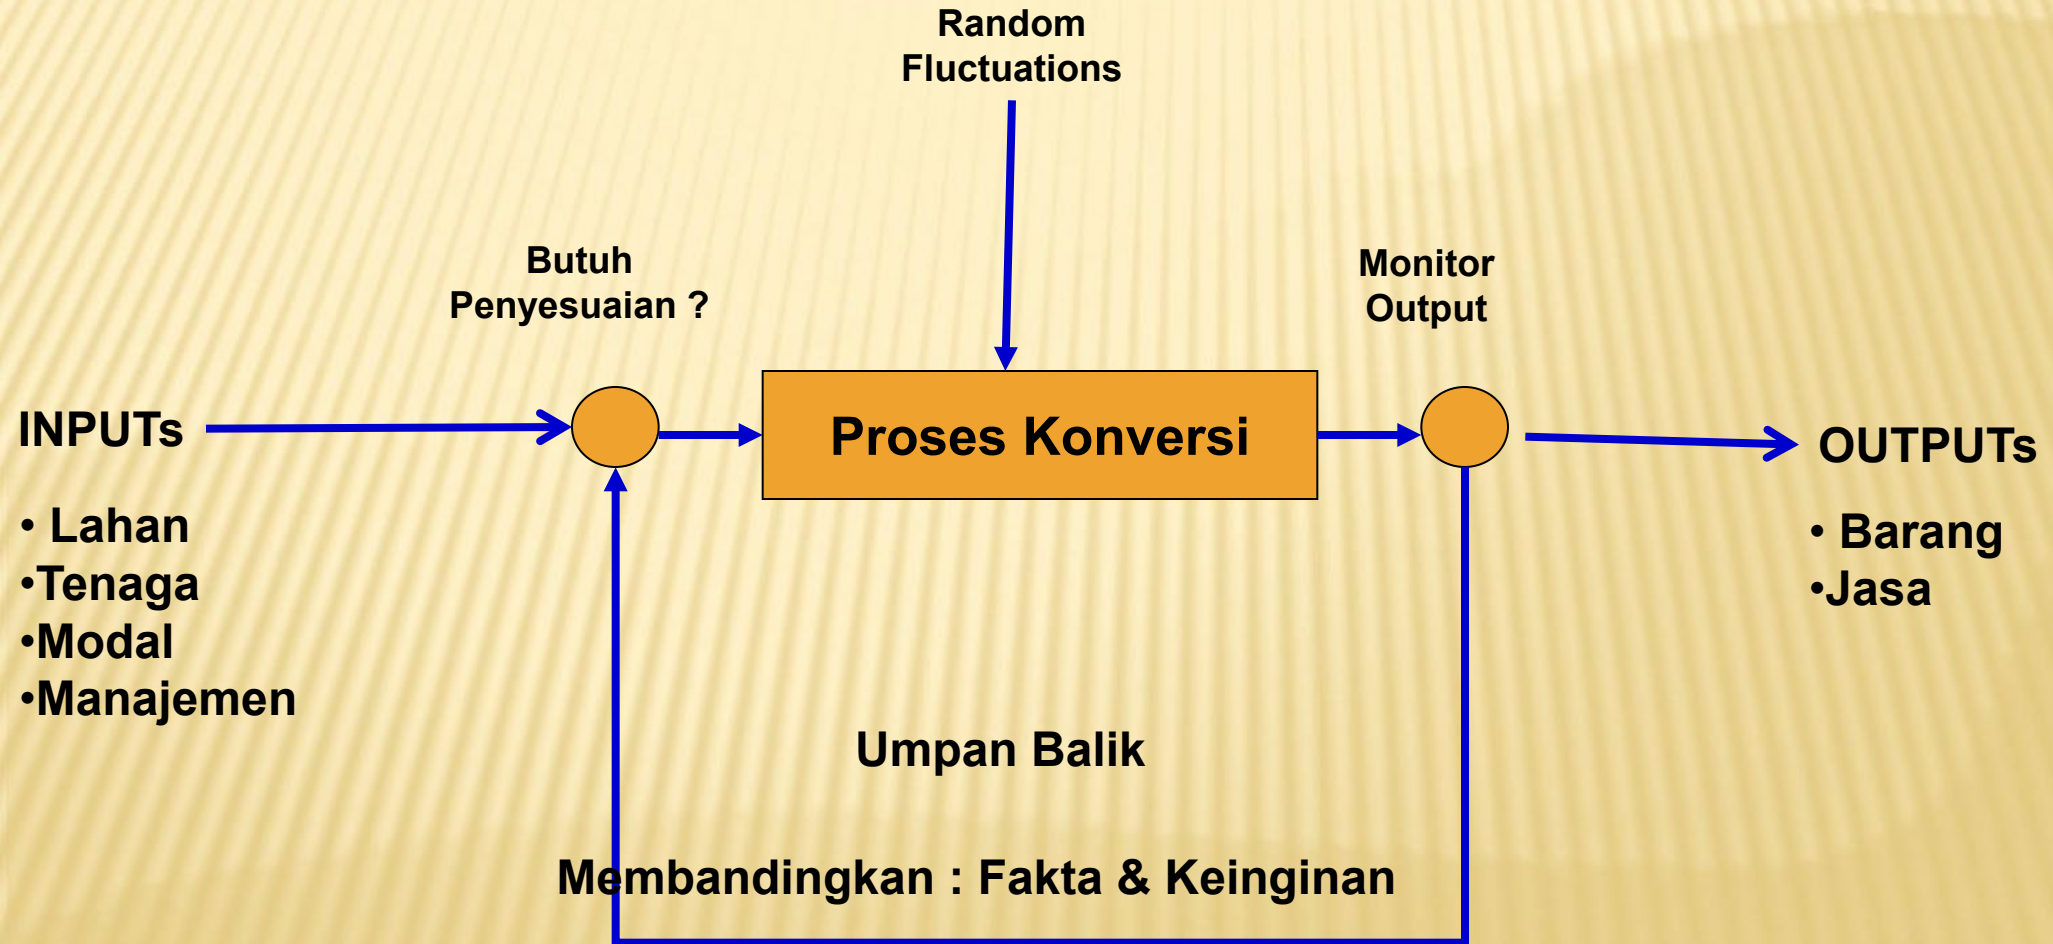 Random
Fluctuations
Butuh
Penyesuaian ?
Monitor
Output
INPUTs
Proses Konversi
OUTPUTs
• Lahan
•Tenaga
•Modal
•Manajemen
• Barang
•Jasa
Umpan Balik
Membandingkan : Fakta & Keinginan